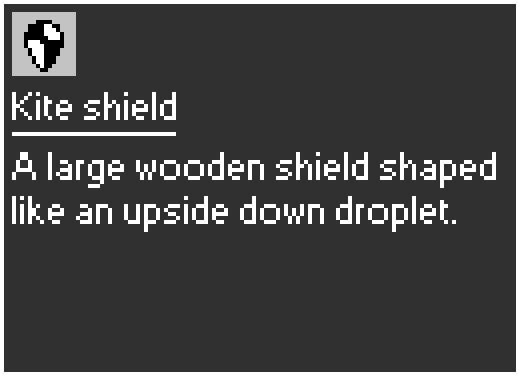 Kite shield
A large wooden shield shaped
like an upside down droplet.